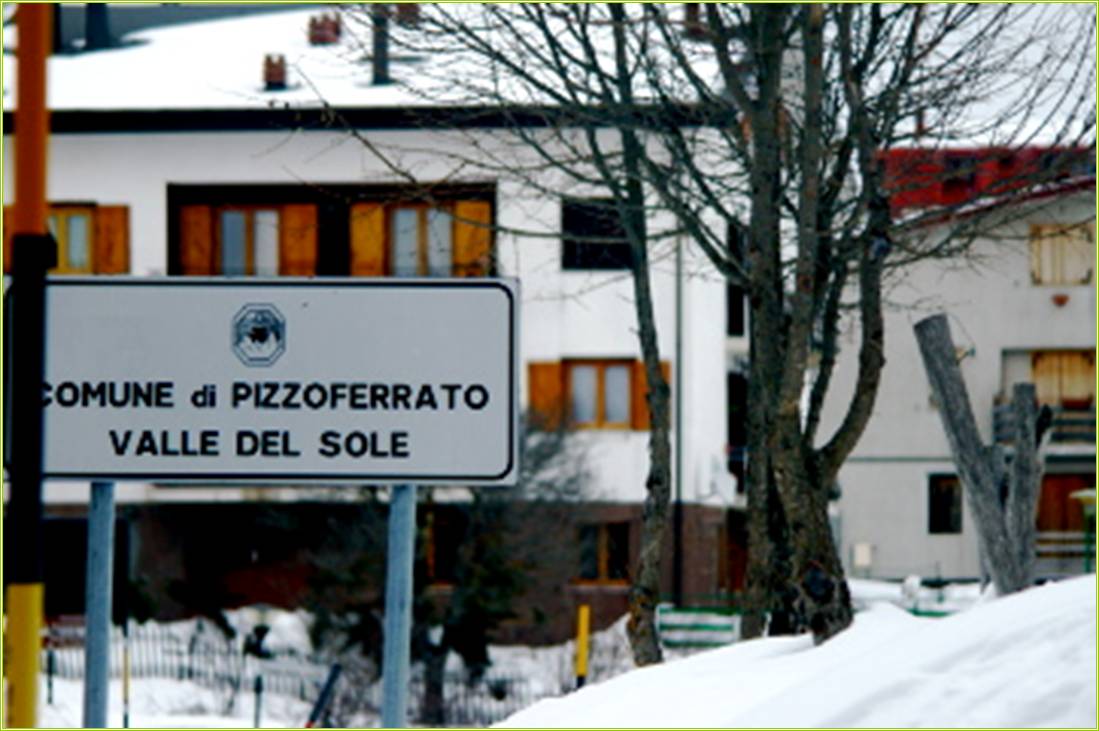 COMUNE di PIZZOFERRATO
VALLE DEL SOLE